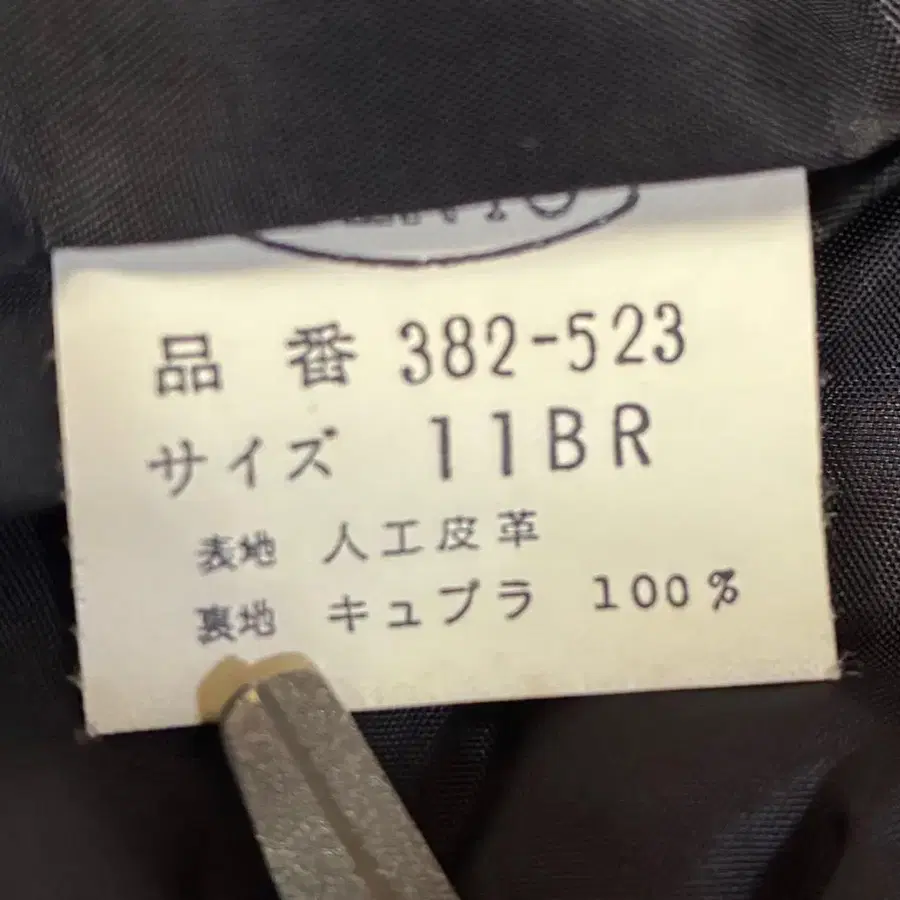 品番 382-523
サイズ 11BR
表地 人工皮革
裏地 キュプラ 100%